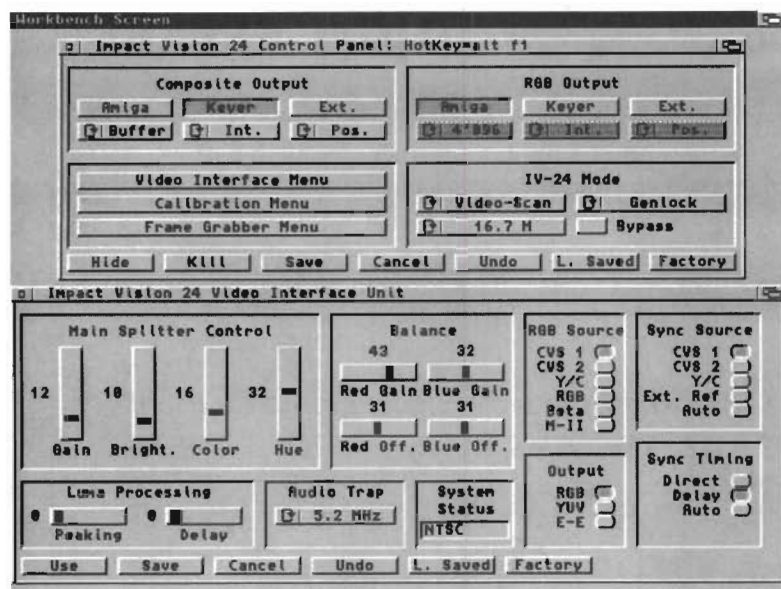 Workbench Screen
Impact Vision 24 Control Panel: HotKey=alt f1
Composite Output
Amiga Keyer Ext.
Buffer Int. Pos.
RGB Output
Amiga Keyer Ext.
4*896 Int. Pos.
Video Interface Menu
Calibration Menu
Frame Grabber Menu
IV-24 Mode
Video-Scan Genlock
16.7 M Bypass
Hide Kill Save Cancel Undo L. Saved Factory
Impact Vision 24 Video Interface Unit
Main Splitter Control
12 10 16 32
Gain Bright. Color Hue
Balance
43 32
Red Gain Blue Gain
31 31
Red Off. Blue Off.
RGB Source
CVS 1
CVS 2
Y/C
RGB
Beta
M-II
Sync Source
CVS 1
CVS 2
Y/C
Ext. Ref
Auto
Luma Processing
0 0
Peaking Delay
Audio Trap
5.2 MHz
System
Status
NTSC
Output
RGB
YUV
E-E
Sync Timing
Direct
Delay
Auto
Use Save Cancel Undo L. Saved Factory